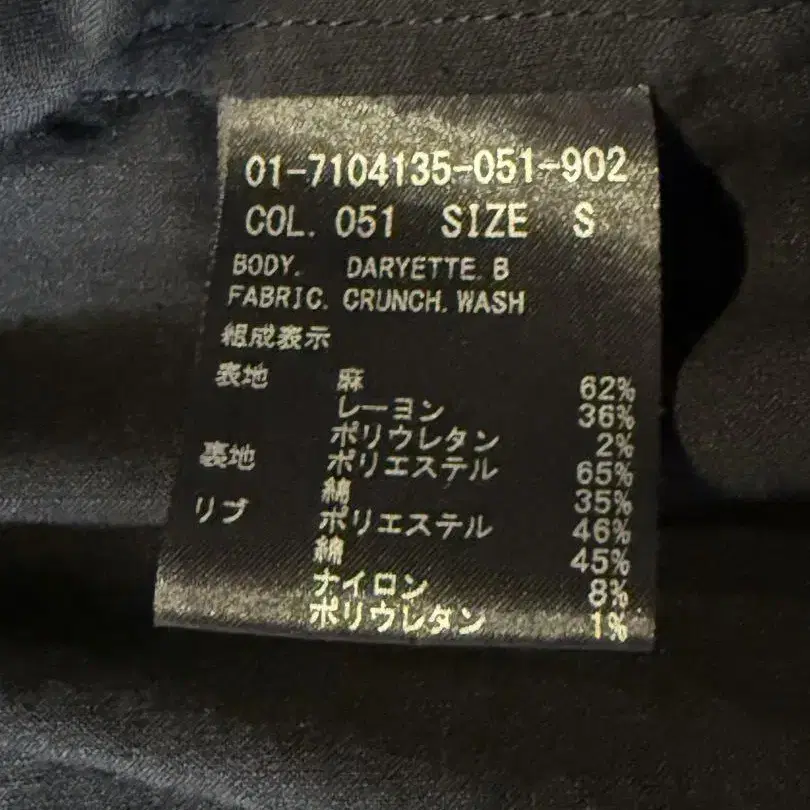 01-7104135-051-902
COL. 051 SIZE S
BODY. DARYETTE. B
FABRIC. CRUNCH. WASH
組成表示
表地 麻 62%
レーヨン 36%
ポリウレタン 2%
裏地 ポリエステル 65%
綿 35%
リブ ポリエステル 46%
綿 45%
ナイロン 8%
ポリウレタン 1%